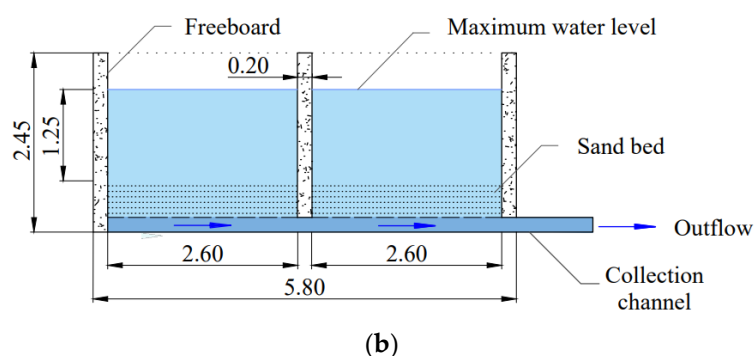 Freeboard
Maximum water level
0.20
2.45
1.25
Sand bed
Outflow
2.60
2.60
Collection
channel
5.80
(b)